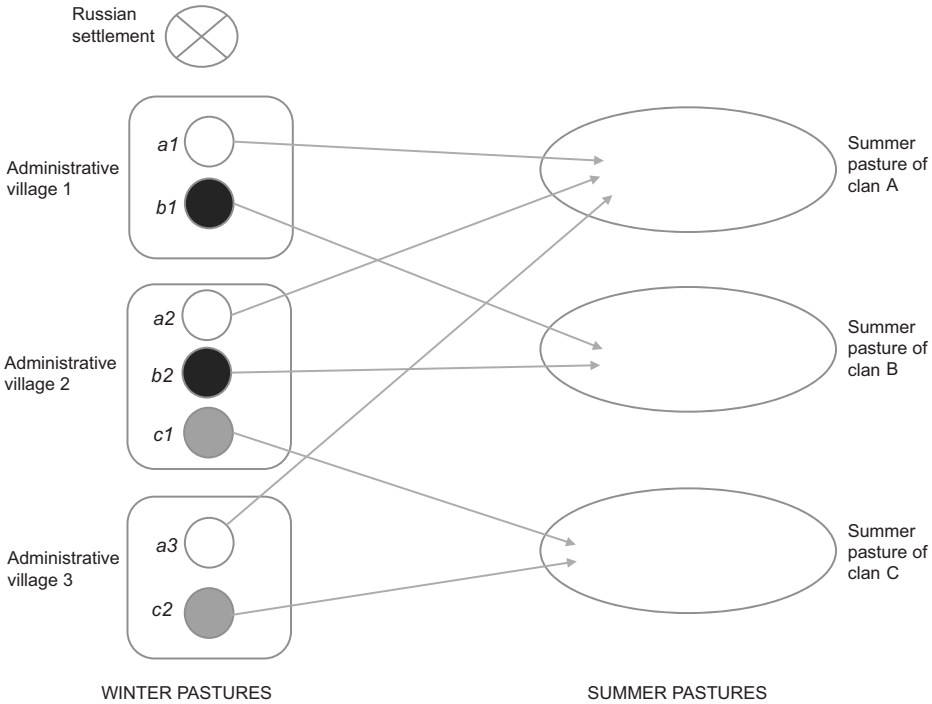 Russian
settlement
a1
Administrative
village 1
b1
Summer
pasture of
clan A
a2
Administrative
village 2
b2
c1
Summer
pasture of
clan B
a3
Administrative
village 3
c2
Summer
pasture of
clan C
WINTER PASTURES
SUMMER PASTURES